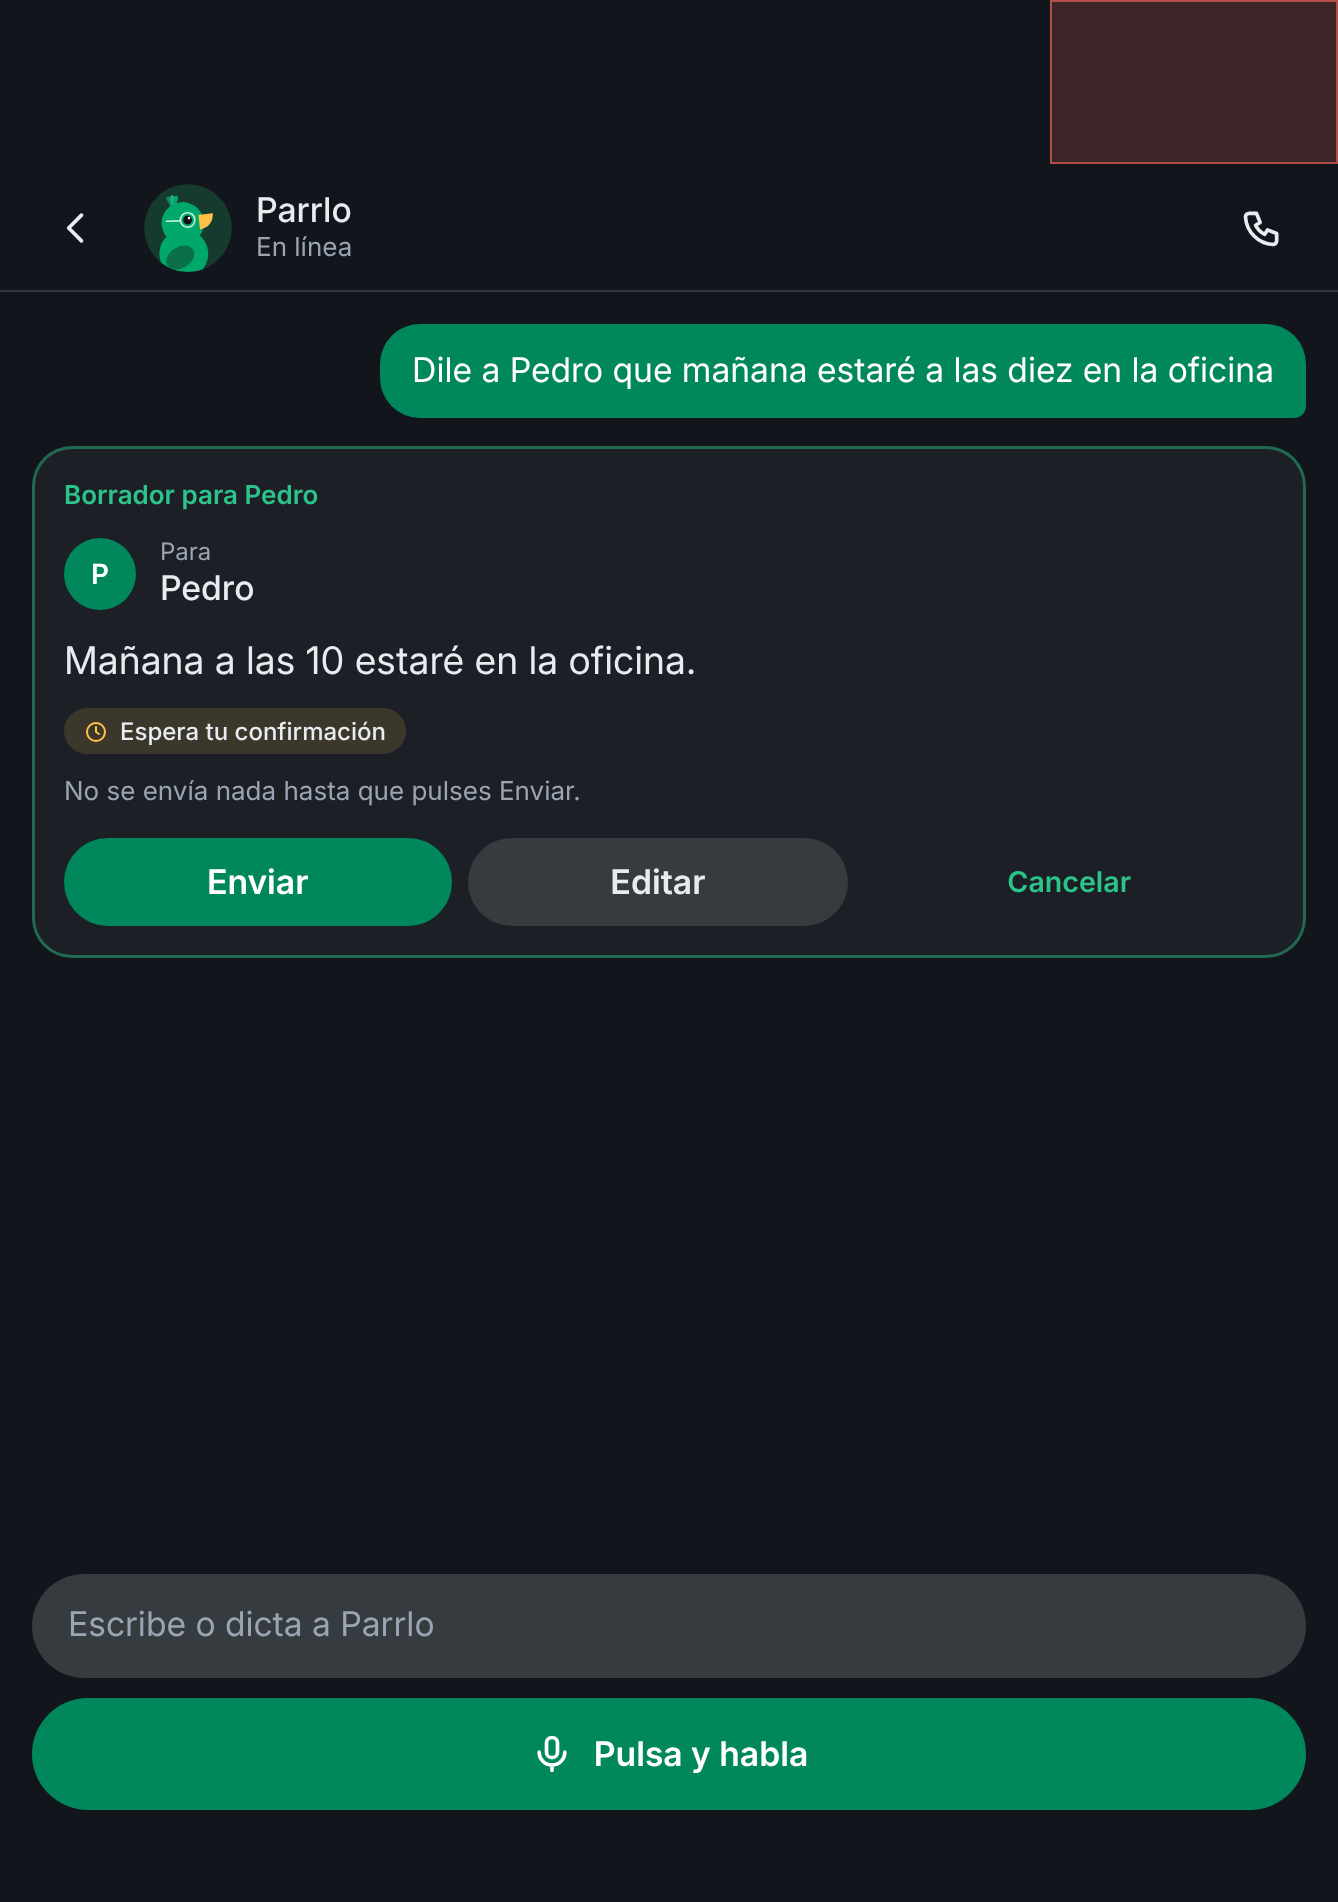 Parrlo
En línea
Dile a Pedro que mañana estaré a las diez en la oficina
Borrador para Pedro
P
Para
Pedro
Mañana a las 10 estaré en la oficina.
Espera tu confirmación
No se envía nada hasta que pulses Enviar.
Enviar
Editar
Cancelar
Escribe o dicta a Parrlo
Pulsa y habla